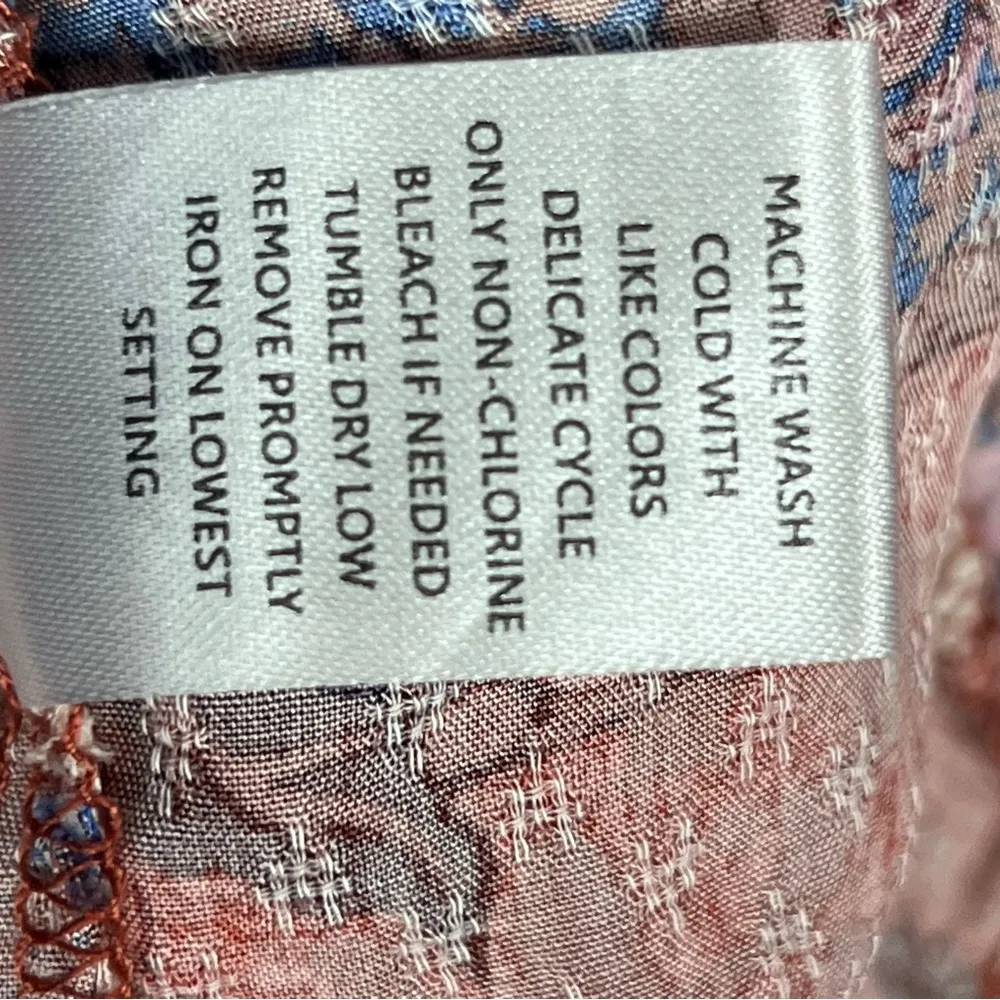 MACHINE WASH
COLD WITH
LIKE COLORS
DELICATE CYCLE
ONLY NON-CHLORINE
BLEACH IF NEEDED
TUMBLE DRY LOW
REMOVE PROMPTLY
IRON ON LOWEST
SETTING